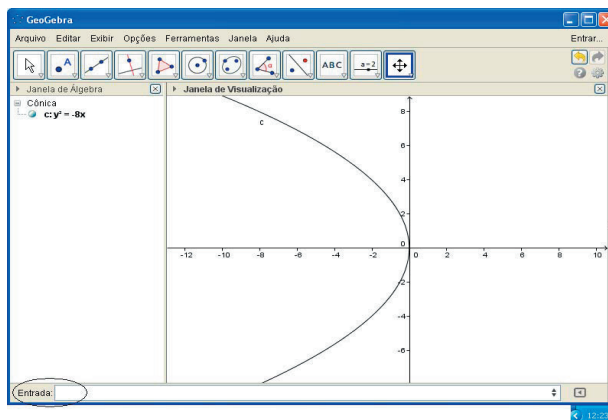 GeoGebra
Arquivo Editar Exibir Opções Ferramentas Janela Ajuda Entrar...
A ABC a=2
Janela de Álgebra Janela de Visualização
Cônica
c: y² = -8x
c
8
6
4
2
0
-12 -10 -8 -6 -4 -2 0 2 4 6 8 10
-2
-4
-6
Entrada:
12:23